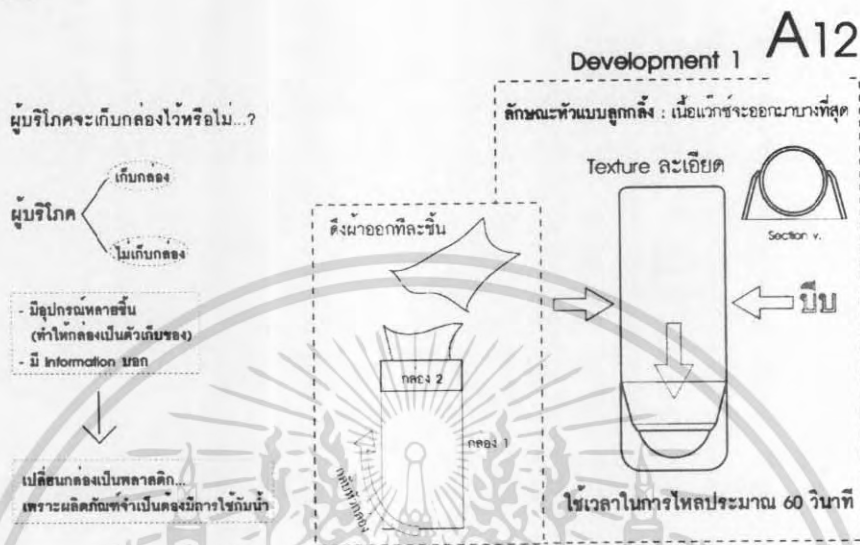 A12
Development 1
ผู้บริโภคจะเก็บกล่องไว้หรือไม่...?
เก็บกล่อง
ผู้บริโภค
ไม่เก็บกล่อง
- มีอุปกรณ์หลายชิ้น
(ทำให้กล่องเป็นตัวเก็บของ)
- มี Information บอก
เปลี่ยนกล่องเป็นพลาสติก...
เพราะผลิตภัณฑ์จำเป็นต้องมีการใช้กับน้ำ
ดึงผ้าออกทีละชิ้น
กล่อง 2
กล่อง 1
กลับหัวกล่อง
ลักษณะหัวแบบลูกกลิ้ง : เนื้อแว๊กซ์จะออกมาบางที่สุด
Texture ละเอียด
Section v.
บีบ
ใช้เวลาในการไหลประมาณ 60 วินาที